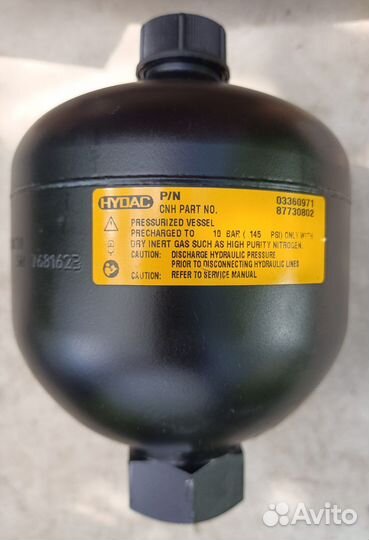 HYDAC P/N 03360971
CNH PART NO. 87730802
PRESSURIZED VESSEL
PRECHARGED TO 10 BAR ( 145 PSI) ONLY WITH
DRY INERT GAS SUCH AS HIGH PURITY NITROGEN.
CAUTION: DISCHARGE HYDRAULIC PRESSURE
PRIOR TO DISCONNECTING HYDRAULIC LINES
CAUTION: REFER TO SERVICE MANUAL
768162B
Avito